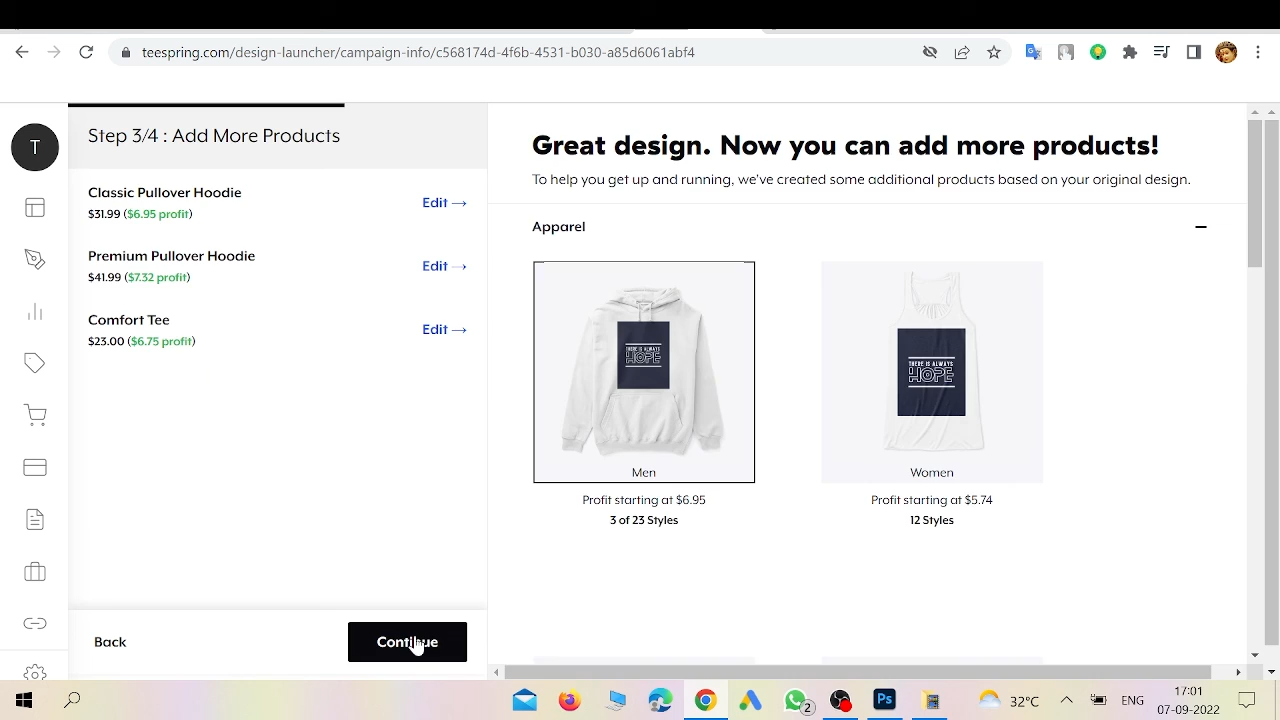 teespring.com/design-launcher/campaign-info/c568174d-4f6b-4531-b030-a85d6061abf4
T
Step 3/4 : Add More Products
Classic Pullover Hoodie
$31.99 ($6.95 profit)
Edit →
Premium Pullover Hoodie
$41.99 ($7.32 profit)
Edit →
Comfort Tee
$23.00 ($6.75 profit)
Edit →
Back
Continue
Great design. Now you can add more products!
To help you get up and running, we've created some additional products based on your original design.
Apparel
THERE IS ALWAYS
HOPE
Men
Profit starting at $6.95
3 of 23 Styles
THERE IS ALWAYS
HOPE
Women
Profit starting at $5.74
12 Styles
2
Ps
32°C
ENG
17:01
07-09-2022